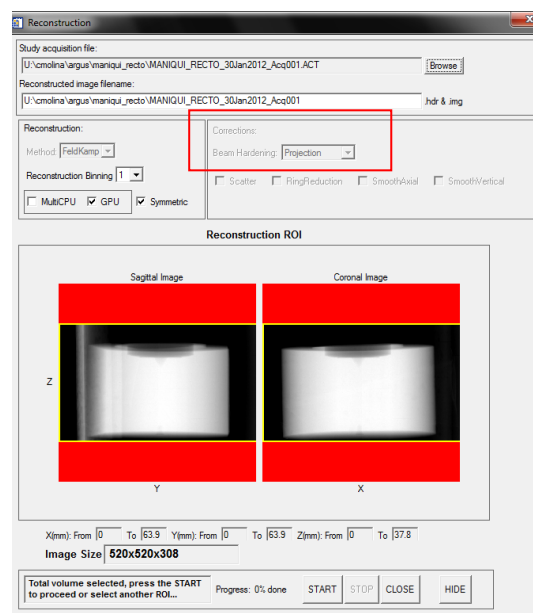 Reconstruction
Study acquisition file:
U:\cmolina\argus\maniqui_recto\MANIQUI_RECTO_30Jan2012_Acq001.ACT
Browse
Reconstructed image filename:
U:\cmolina\argus\maniqui_recto\MANIQUI_RECTO_30Jan2012_Acq001 .hdr & .img
Reconstruction:
Method: FeldKamp
Reconstruction Binning 1
MultiCPU GPU Symmetric
Corrections:
Beam Hardening: Projection
Scatter RingReduction SmoothAxial SmoothVertical
Reconstruction ROI
Sagittal Image Coronal Image
Z
Y X
X(mm): From 0 To 63.9 Y(mm): From 0 To 63.9 Z(mm): From 0 To 37.8
Image Size 520x520x308
Total volume selected, press the START
to proceed or select another ROI...
Progress: 0% done START STOP CLOSE HIDE